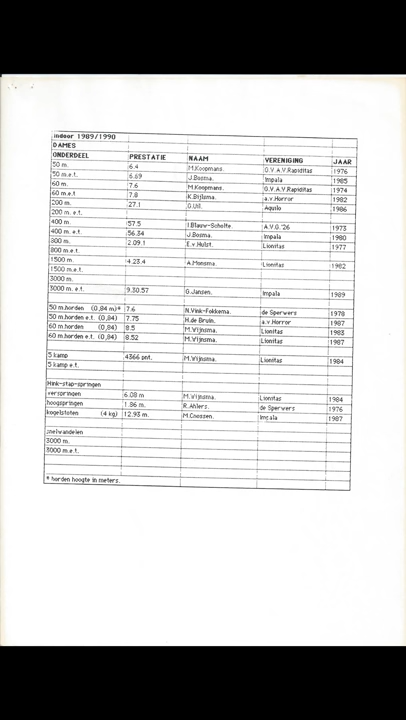 indoor 1989/1990
DAMES
ONDERDEEL PRESTATIE NAAM VERENIGING JAAR
50 m. 6.4 M.Koopmans. G.V.A.V.Rapiditas 1976
50 m.e.t. 6.69 J.Bosma. Impala 1985
60 m. 7.6 M.Koopmans. G.V.A.V.Rapiditas 1974
60 m.e.t. 7.8 K.Bijlsma. a.v.Horror 1982
200 m. 27.1 Aquilo 1986
200 m. e.t.
400 m. 57.5 I.Blauw-Scholte. A.V.G.'26 1973
400 m. e.t. 56.34 J.Bosma. Impala 1980
800 m. 2.09.1 E.v.Hulst. Lionitas 1977
800 m.e.t.
1500 m. 4.23.4 A.Monsma. Lionitas 1982
1500 m.e.t.
3000 m.
3000 m. e.t. 9.30.57 G.Jansen. Impala 1989
50 m.horden (0,84 m)* 7.6 N.Vink-Fokkema. de Sperwers 1978
50 m.horden e.t. (0,84) 7.75 H.de Bruin. a.v.Horror 1987
60 m.horden (0,84) 8.5 M.Wijnsma. Lionitas 1983
60 m.horden e.t. (0,84) 8.52 M.Wijnsma. Lionitas 1987
5 kamp 4366 pnt. M.Wijnsma. Lionitas 1984
5 kamp e.t.
Hink-stap-springen
verspringen 6.08 m M.Wijnsma. Lionitas 1984
hoogspringen 1.86 m. R.Ahlers. de Sperwers 1976
kogelstoten (4 kg) 12.93 m. M.Coossen. Impala 1987
snelwandelen
3000 m.
3000 m.e.t.
* horden hoogte in meters.